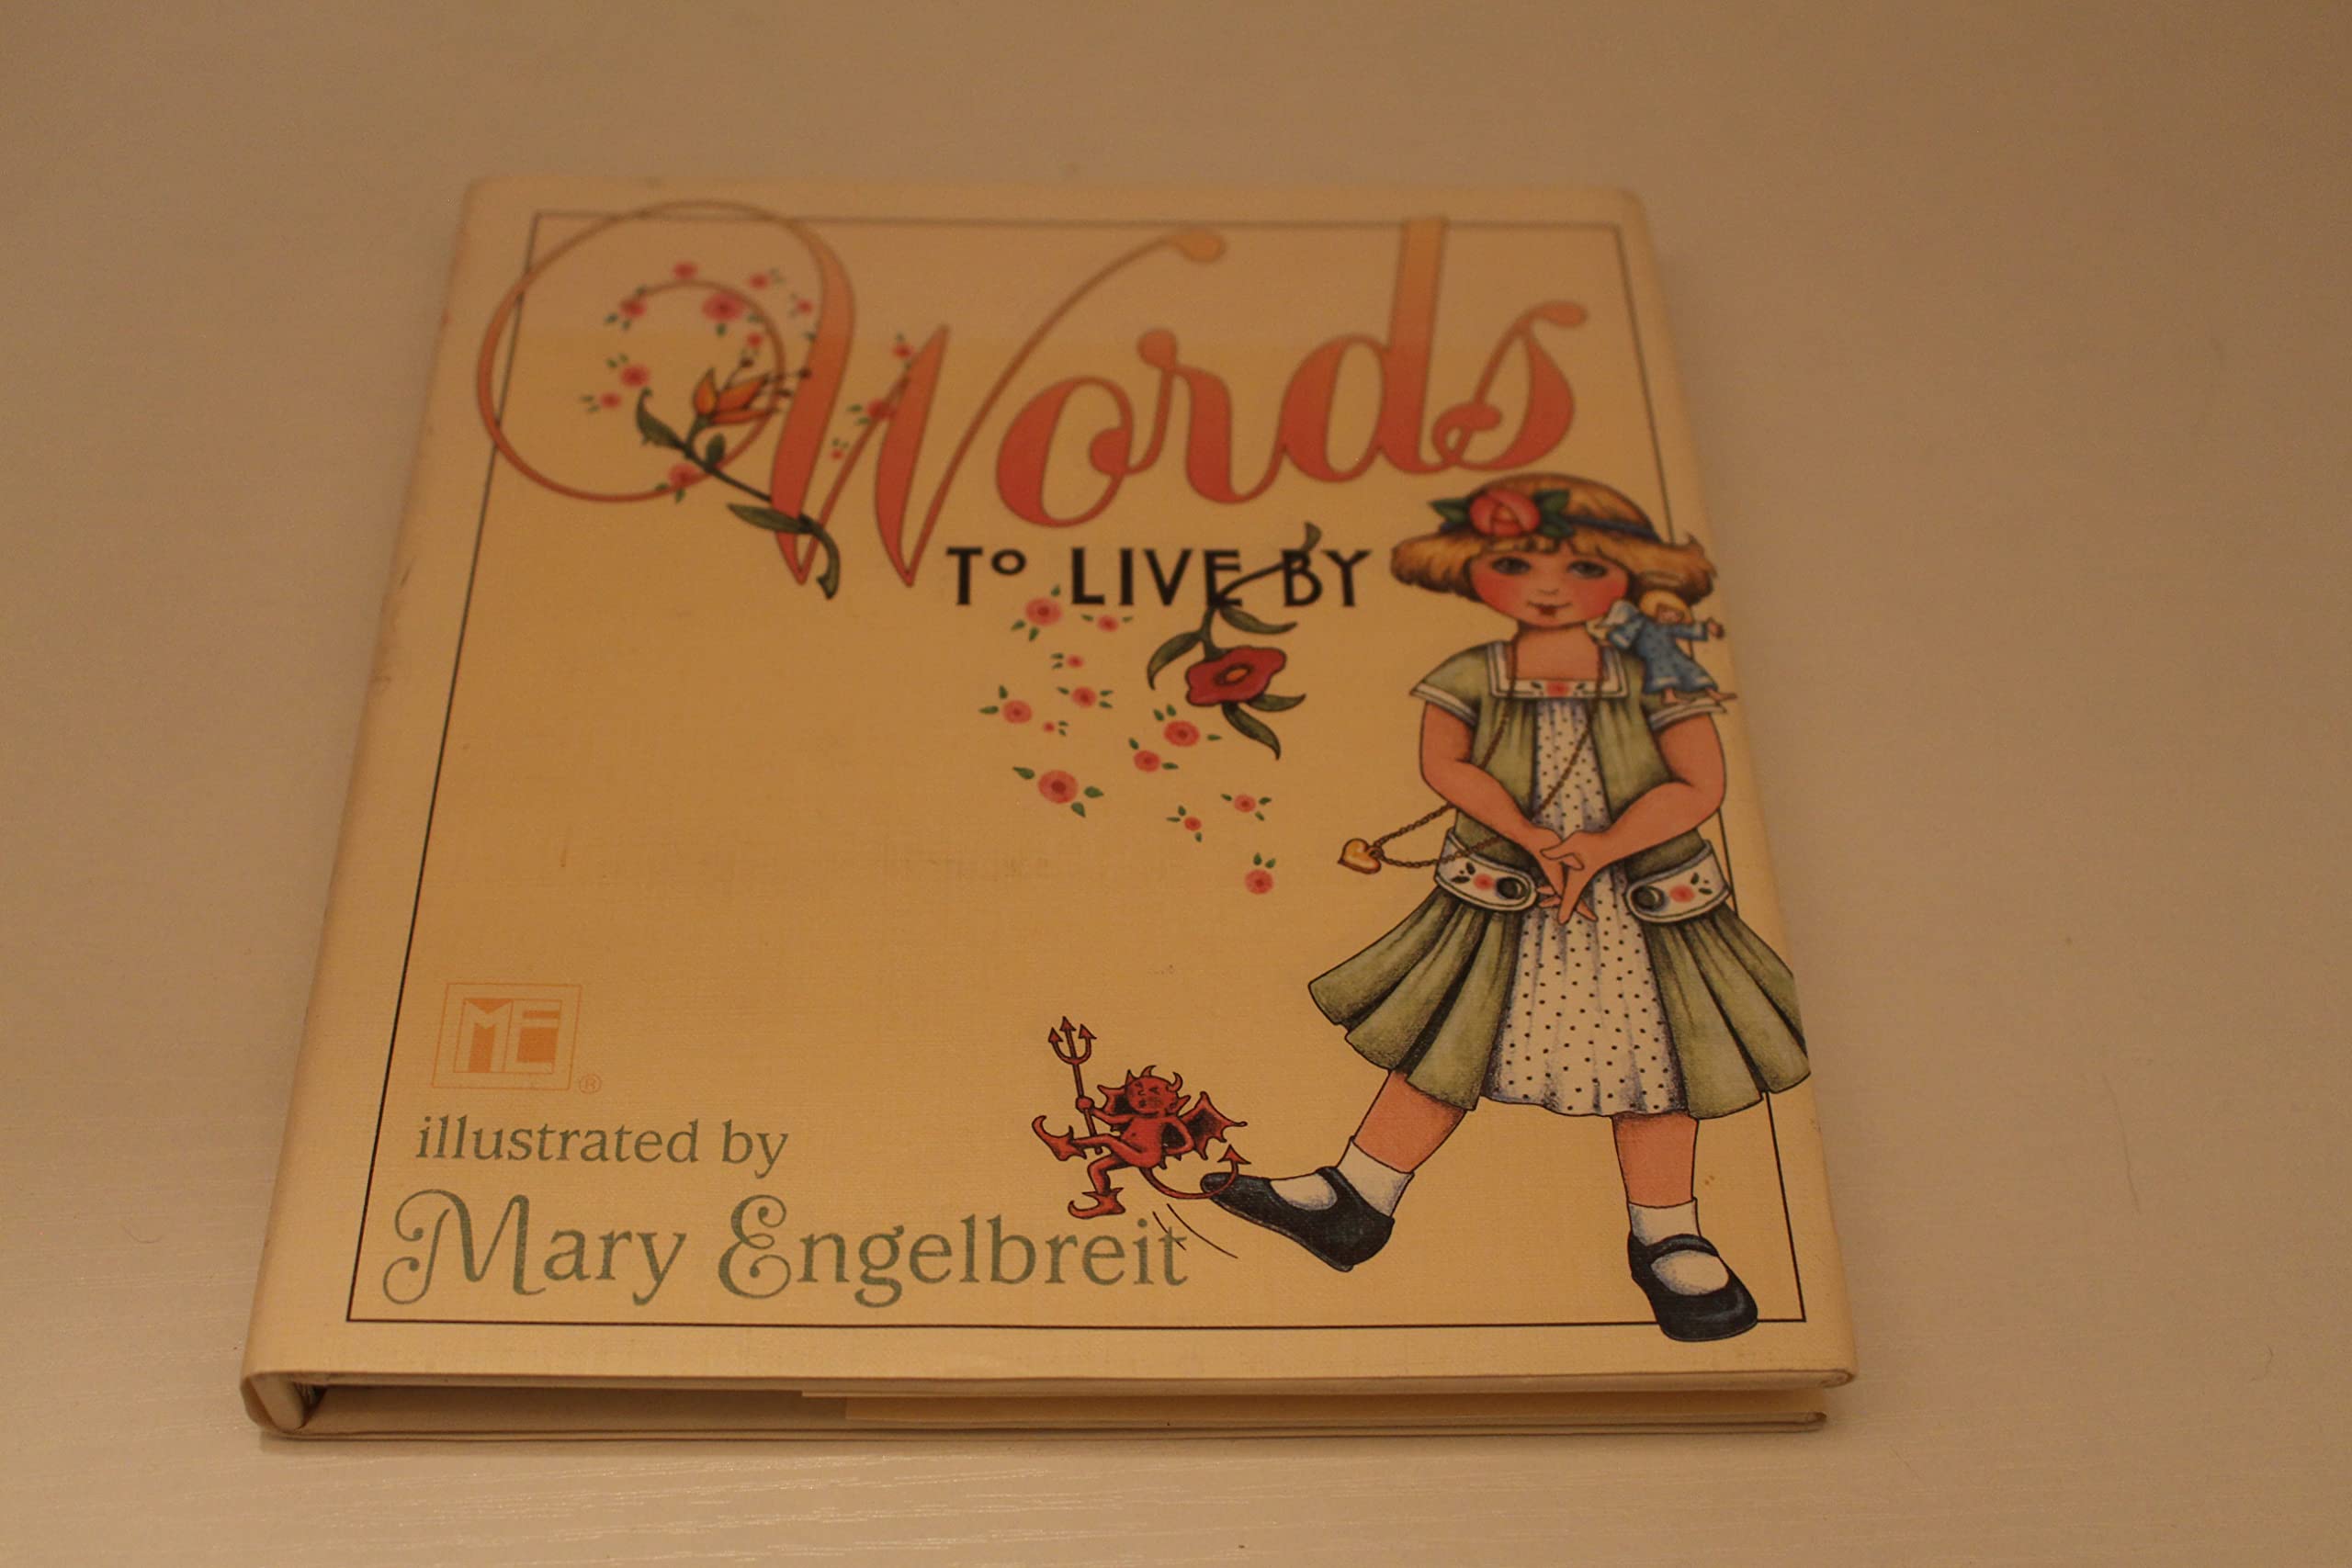 Words
To LIVE BY
ME
®
illustrated by
Mary Engelbreit